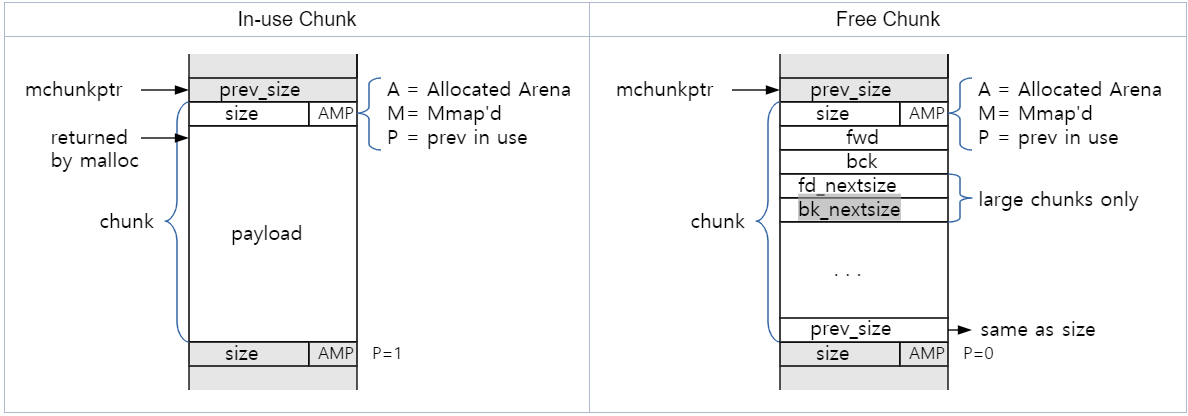 In-use Chunk
mchunkptr
prev_size
size
AMP
A = Allocated Arena
M= Mmap'd
P = prev in use
returned
by malloc
chunk
payload
size
AMP
P=1
Free Chunk
mchunkptr
prev_size
size
AMP
A = Allocated Arena
M= Mmap'd
P = prev in use
fwd
bck
fd_nextsize
bk_nextsize
large chunks only
chunk
. . .
prev_size
same as size
size
AMP
P=0